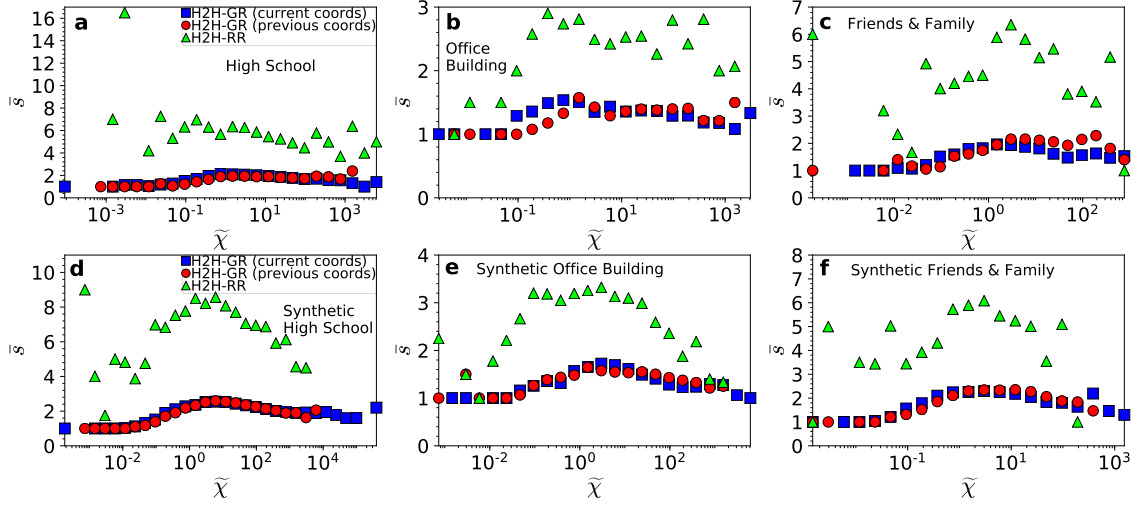 a
H2H-GR (current coords)
H2H-GR (previous coords)
H2H-RR
High School
16
14
12
10
8
6
4
2
0
s̄
10⁻³
10⁻¹
10¹
10³
χ̃
b
Office
Building
3
2
1
0
s̄
10⁻¹
10¹
10³
χ̃
c
Friends & Family
7
6
5
4
3
2
1
0
s̄
10⁻²
10⁰
10²
χ̃
d
H2H-GR (current coords)
H2H-GR (previous coords)
H2H-RR
Synthetic
High School
10
8
6
4
2
0
s̄
10⁻²
10⁰
10²
10⁴
χ̃
e
Synthetic Office Building
4
3
2
1
0
s̄
10⁻²
10⁰
10²
χ̃
f
Synthetic Friends & Family
8
7
6
5
4
3
2
1
0
s̄
10⁻¹
10¹
10³
χ̃